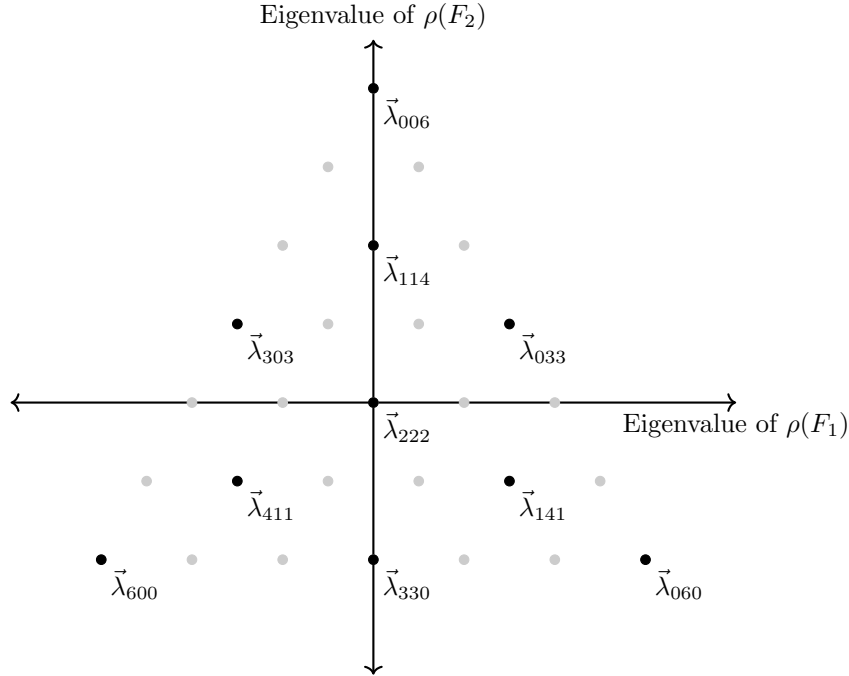 Eigenvalue of ρ(F₂)
λ⃗₀₀₆
λ⃗₁₁₄
λ⃗₃₀₃
λ⃗₀₃₃
λ⃗₂₂₂
Eigenvalue of ρ(F₁)
λ⃗₄₁₁
λ⃗₁₄₁
λ⃗₆₀₀
λ⃗₃₃₀
λ⃗₀₆₀